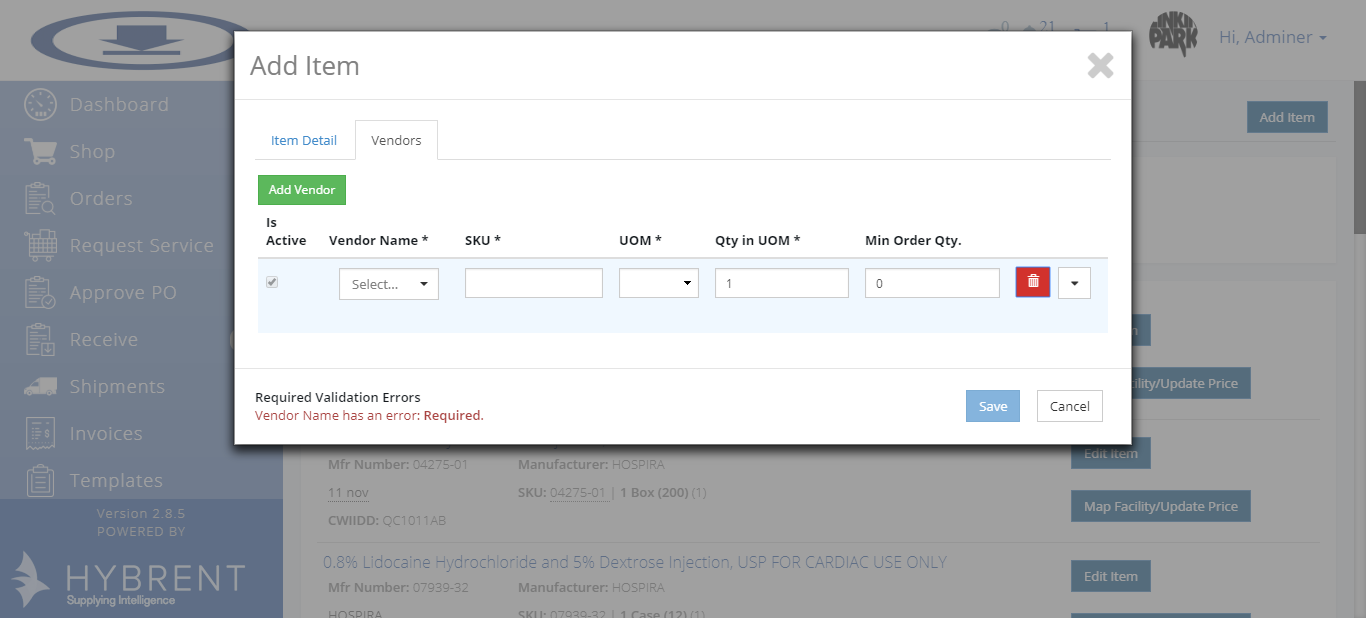 0 21 1
LINKIN PARK
Hi, Adminer
Add Item
Dashboard
Shop
Orders
Request Service
Approve PO
Receive
Shipments
Invoices
Templates
Version 2.8.5
POWERED BY
HYBRENT
Supplying Intelligence
Add Item
Item Detail
Vendors
Add Vendor
Is Active
Vendor Name *
SKU *
UOM *
Qty in UOM *
Min Order Qty.
Select...
1
0
Required Validation Errors
Vendor Name has an error: Required.
Save
Cancel
cility/Update Price
Edit Item
Mfr Number: 04275-01
Manufacturer: HOSPIRA
11 nov
SKU: 04275-01 | 1 Box (200) (1)
Map Facility/Update Price
CWIIDD: QC1011AB
0.8% Lidocaine Hydrochloride and 5% Dextrose Injection, USP FOR CARDIAC USE ONLY
Mfr Number: 07939-32
Manufacturer: HOSPIRA
Edit Item
HOSPIRA
SKU: 07939-32 | 1 Case (12) (1)